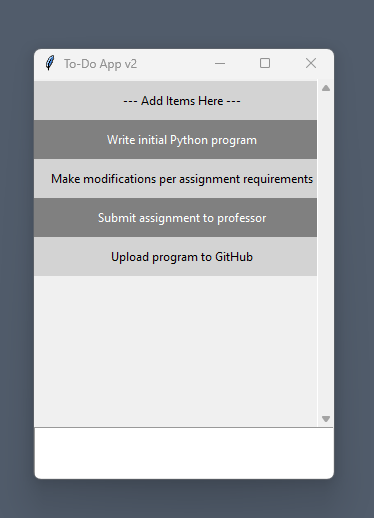 To-Do App v2
--- Add Items Here ---
Write initial Python program
Make modifications per assignment requirements
Submit assignment to professor
Upload program to GitHub